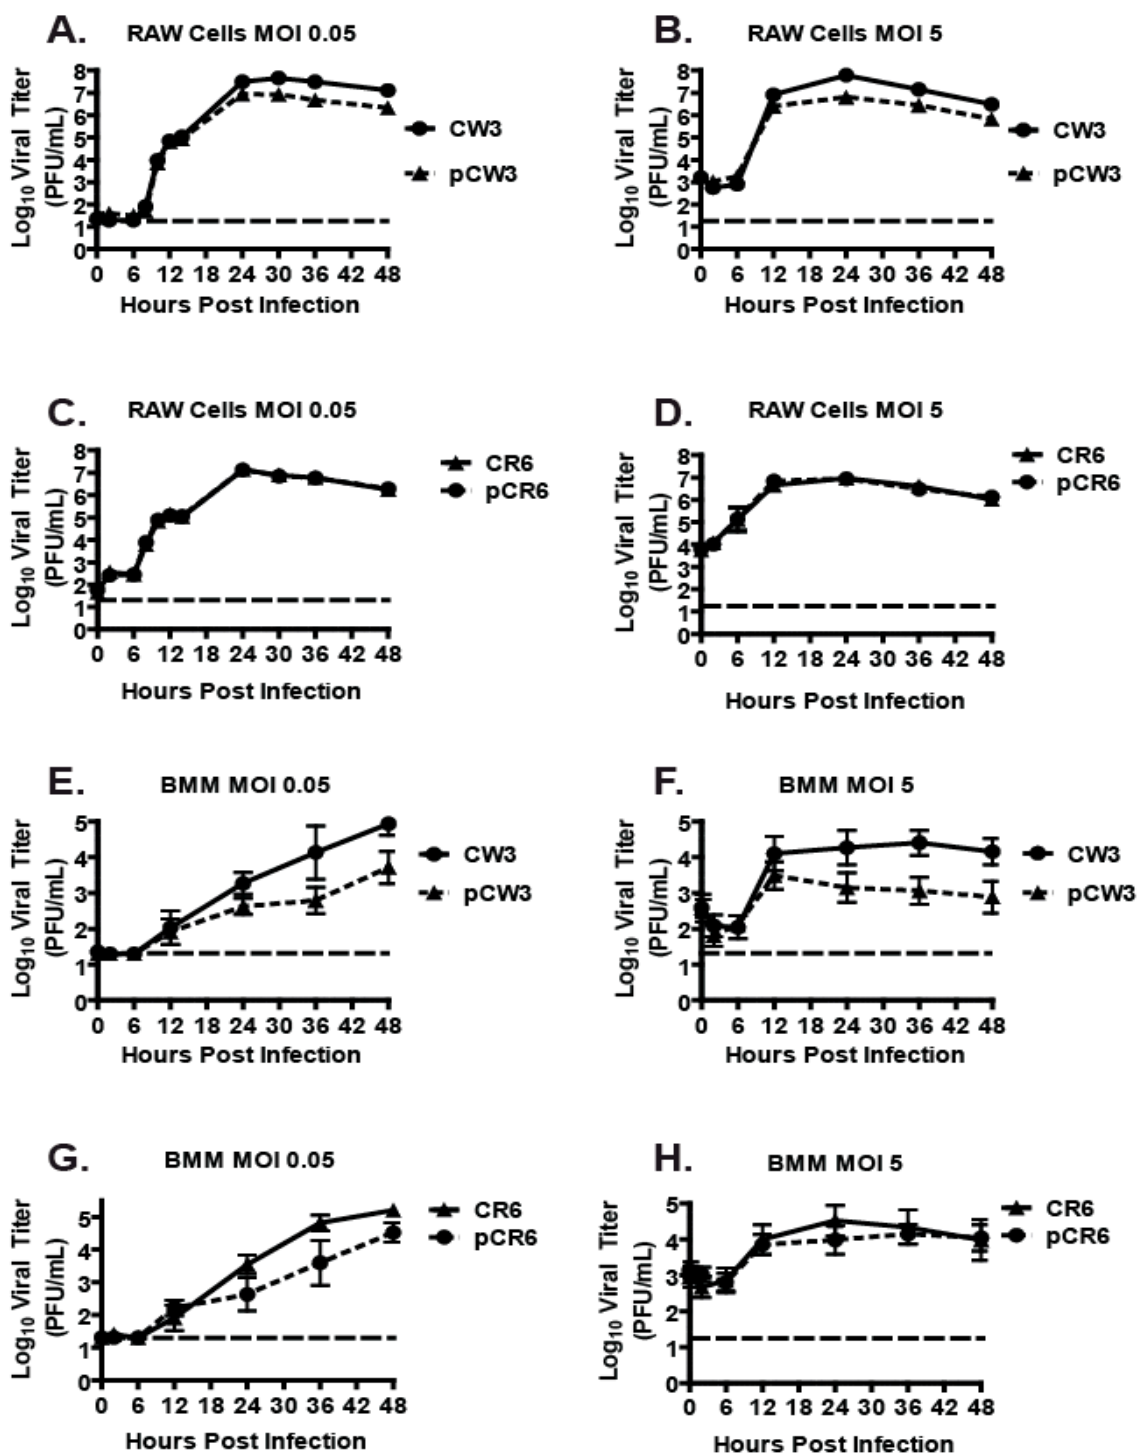 A.
RAW Cells MOI 0.05
Log₁₀ Viral Titer
(PFU/mL)
8
7
6
5
4
3
2
1
0
0 6 12 18 24 30 36 42 48
Hours Post Infection
CW3
pCW3
B.
RAW Cells MOI 5
Log₁₀ Viral Titer
(PFU/mL)
8
7
6
5
4
3
2
1
0
0 6 12 18 24 30 36 42 48
Hours Post Infection
CW3
pCW3
C.
RAW Cells MOI 0.05
Log₁₀ Viral Titer
(PFU/mL)
8
7
6
5
4
3
2
1
0
0 6 12 18 24 30 36 42 48
Hours Post Infection
CR6
pCR6
D.
RAW Cells MOI 5
Log₁₀ Viral Titer
(PFU/mL)
8
7
6
5
4
3
2
1
0
0 6 12 18 24 30 36 42 48
Hours Post Infection
CR6
pCR6
E.
BMM MOI 0.05
Log₁₀ Viral Titer
(PFU/mL)
5
4
3
2
1
0
0 6 12 18 24 30 36 42 48
Hours Post Infection
CW3
pCW3
F.
BMM MOI 5
Log₁₀ Viral Titer
(PFU/mL)
5
4
3
2
1
0
0 6 12 18 24 30 36 42 48
Hours Post Infection
CW3
pCW3
G.
BMM MOI 0.05
Log₁₀ Viral Titer
(PFU/mL)
5
4
3
2
1
0
0 6 12 18 24 30 36 42 48
Hours Post Infection
CR6
pCR6
H.
BMM MOI 5
Log₁₀ Viral Titer
(PFU/mL)
5
4
3
2
1
0
0 6 12 18 24 30 36 42 48
Hours Post Infection
CR6
pCR6